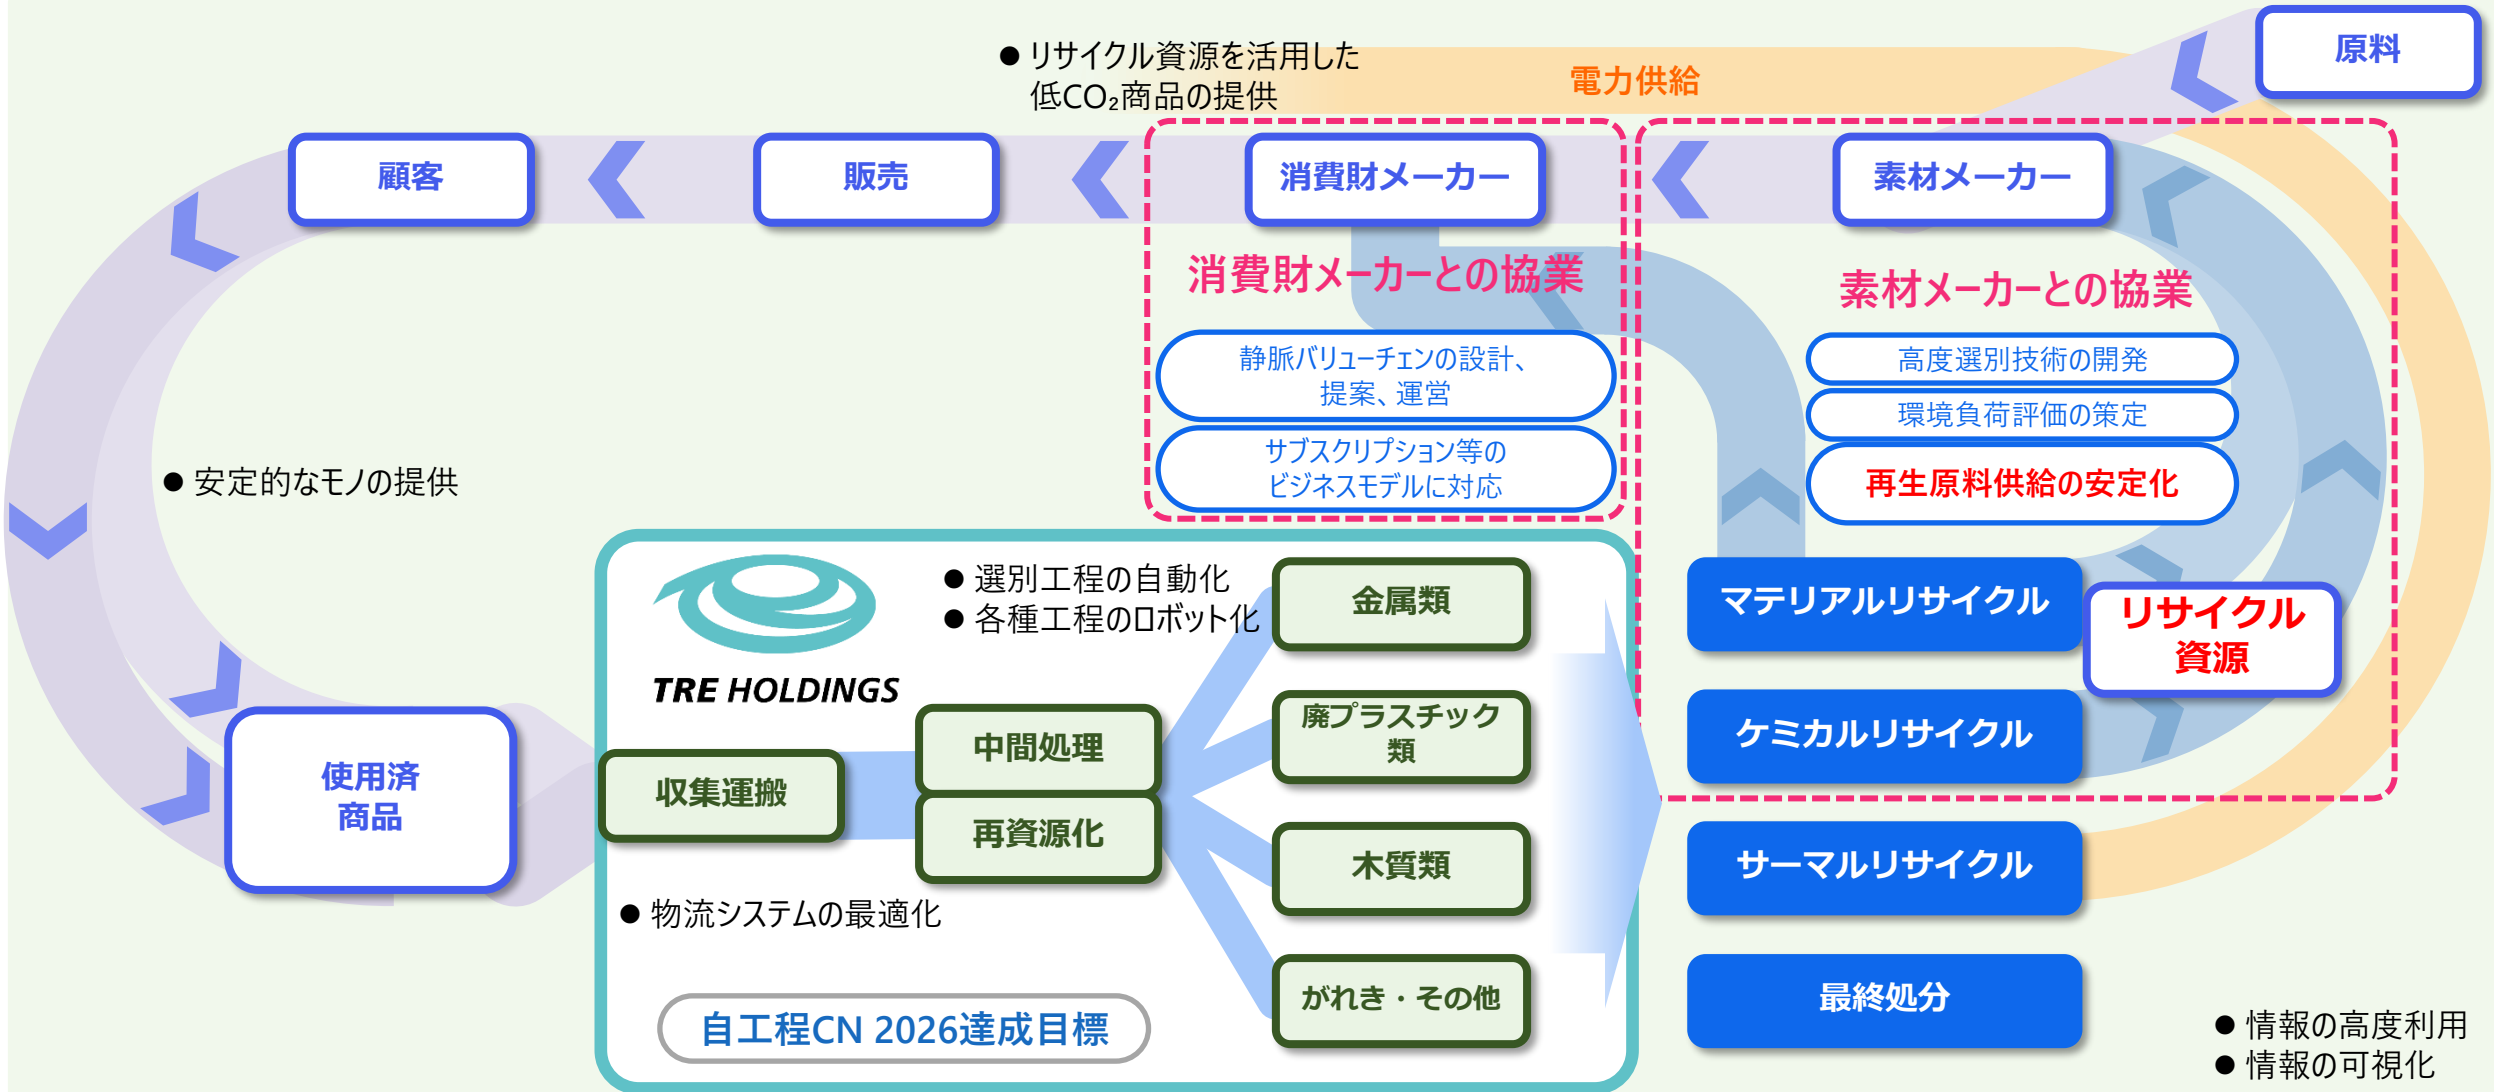 ● リサイクル資源を活用した
低CO₂商品の提供
電力供給
原料
顧客
販売
消費財メーカー
素材メーカー
消費財メーカーとの協業
静脈バリューチェンの設計、
提案、運営
サブスクリプション等の
ビジネスモデルに対応
素材メーカーとの協業
高度選別技術の開発
環境負荷評価の策定
再生原料供給の安定化
● 安定的なモノの提供
使用済
商品
TRE HOLDINGS
● 選別工程の自動化
● 各種工程のロボット化
収集運搬
中間処理
再資源化
● 物流システムの最適化
自工程CN 2026達成目標
金属類
廃プラスチック
類
木質類
がれき・その他
マテリアルリサイクル
ケミカルリサイクル
サーマルリサイクル
最終処分
リサイクル
資源
● 情報の高度利用
● 情報の可視化